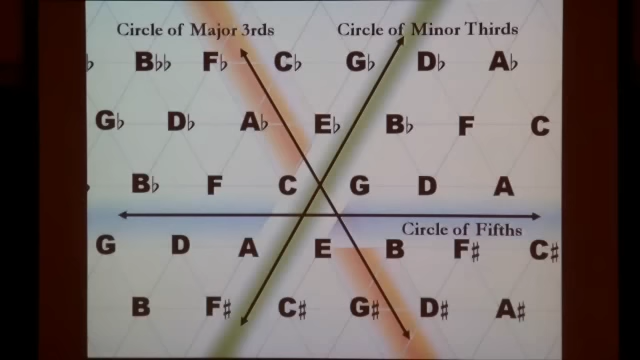 Circle of Major 3rds Circle of Minor Thirds
♭ B♭♭ F♭ C♭ G♭ D♭ A♭
G♭ D♭ A♭ E♭ B♭ F C
B♭ F C G D A
Circle of Fifths
G D A E B F♯ C♯
B F♯ C♯ G♯ D♯ A♯